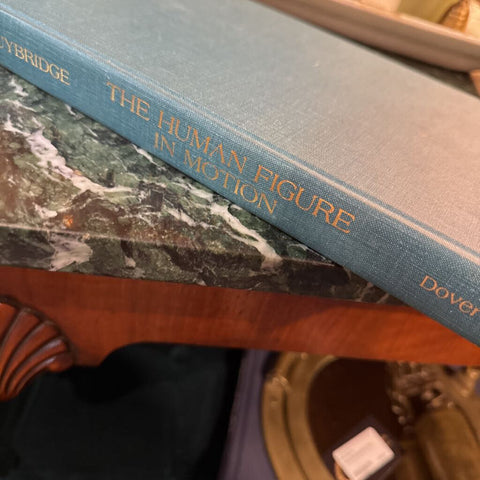 UYBRIDGE
THE HUMAN FIGURE
IN MOTION
Dover